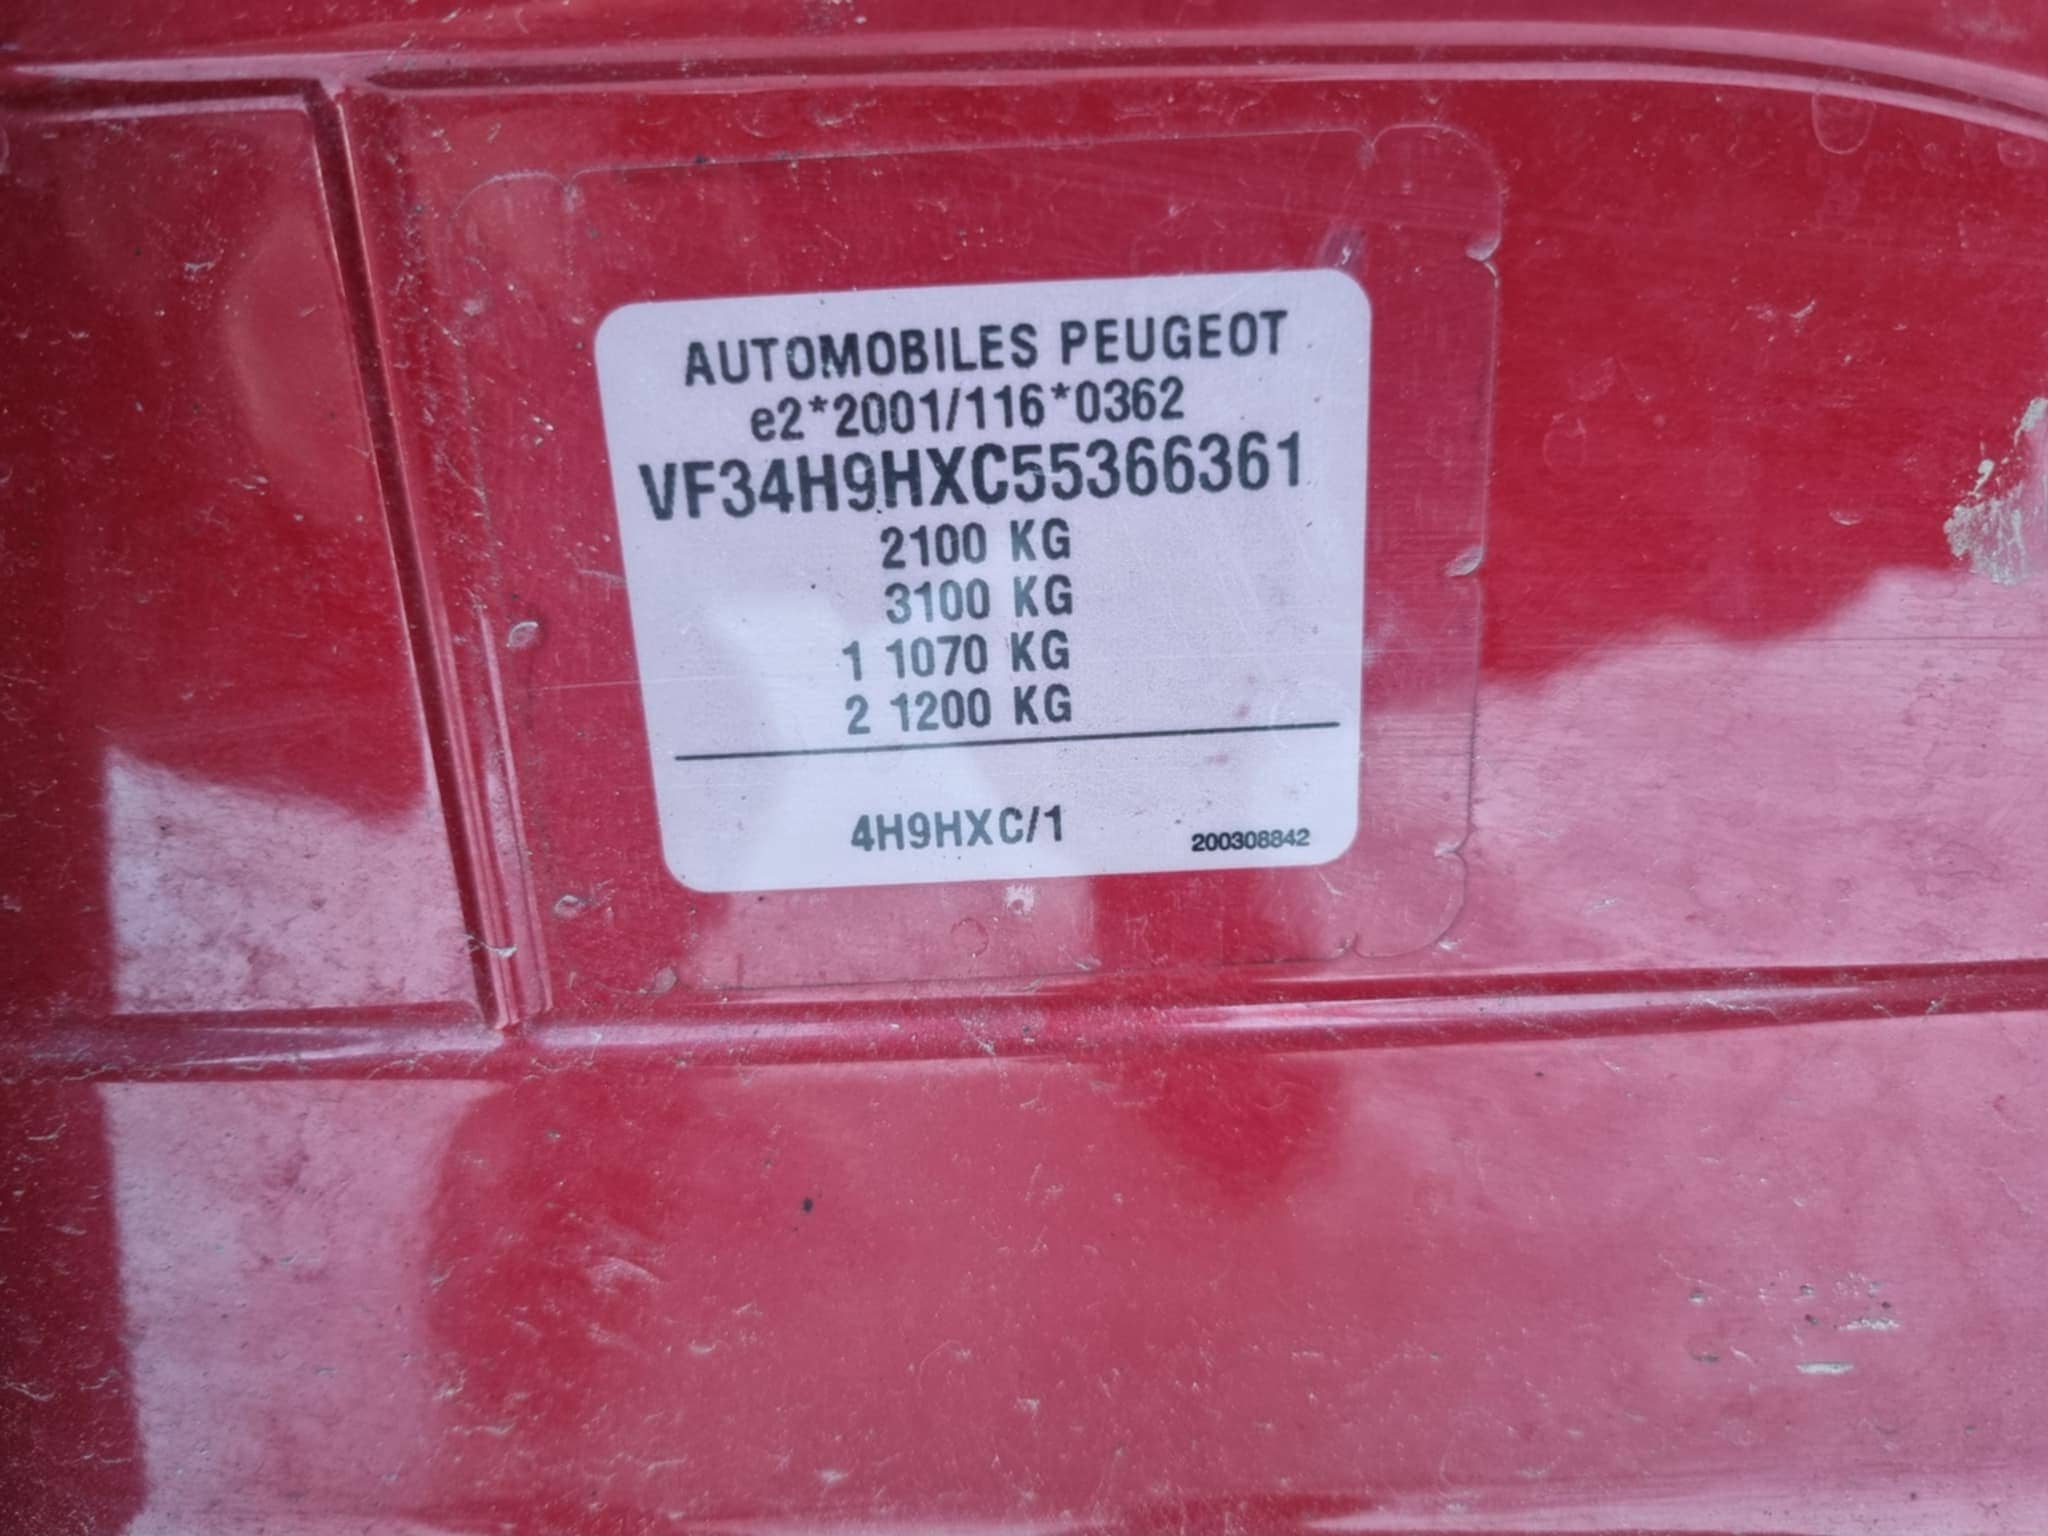 AUTOMOBILES PEUGEOT
e2*2001/116*0362
VF34H9HXC55366361
2100 KG
3100 KG
1 1070 KG
2 1200 KG
4H9HXC/1
200308842